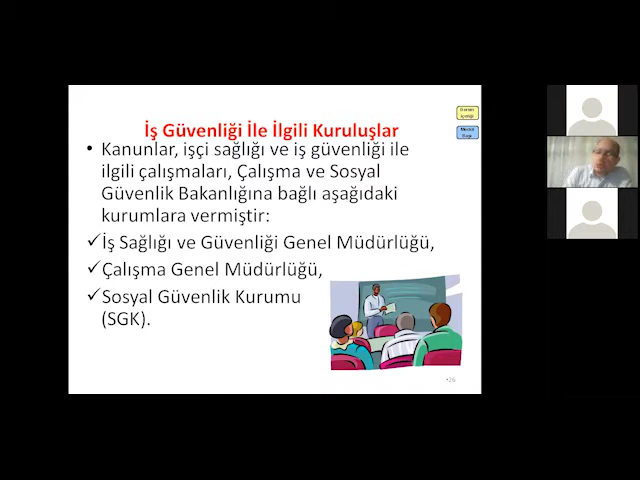 İş Güvenliği İle İlgili Kuruluşlar
• Kanunlar, işçi sağlığı ve iş güvenliği ile
ilgili çalışmaları, Çalışma ve Sosyal
Güvenlik Bakanlığına bağlı aşağıdaki
kurumlara vermiştir:
✓İş Sağlığı ve Güvenliği Genel Müdürlüğü,
✓Çalışma Genel Müdürlüğü,
✓Sosyal Güvenlik Kurumu
(SGK).
•26